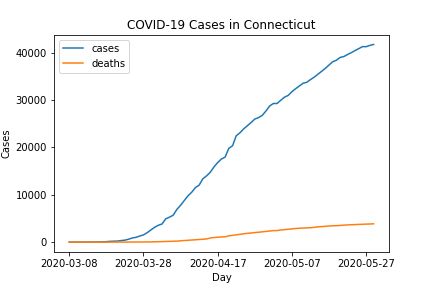 COVID-19 Cases in Connecticut
cases
deaths
40000
30000
20000
10000
0
Cases
2020-03-08 2020-03-28 2020-04-17 2020-05-07 2020-05-27
Day